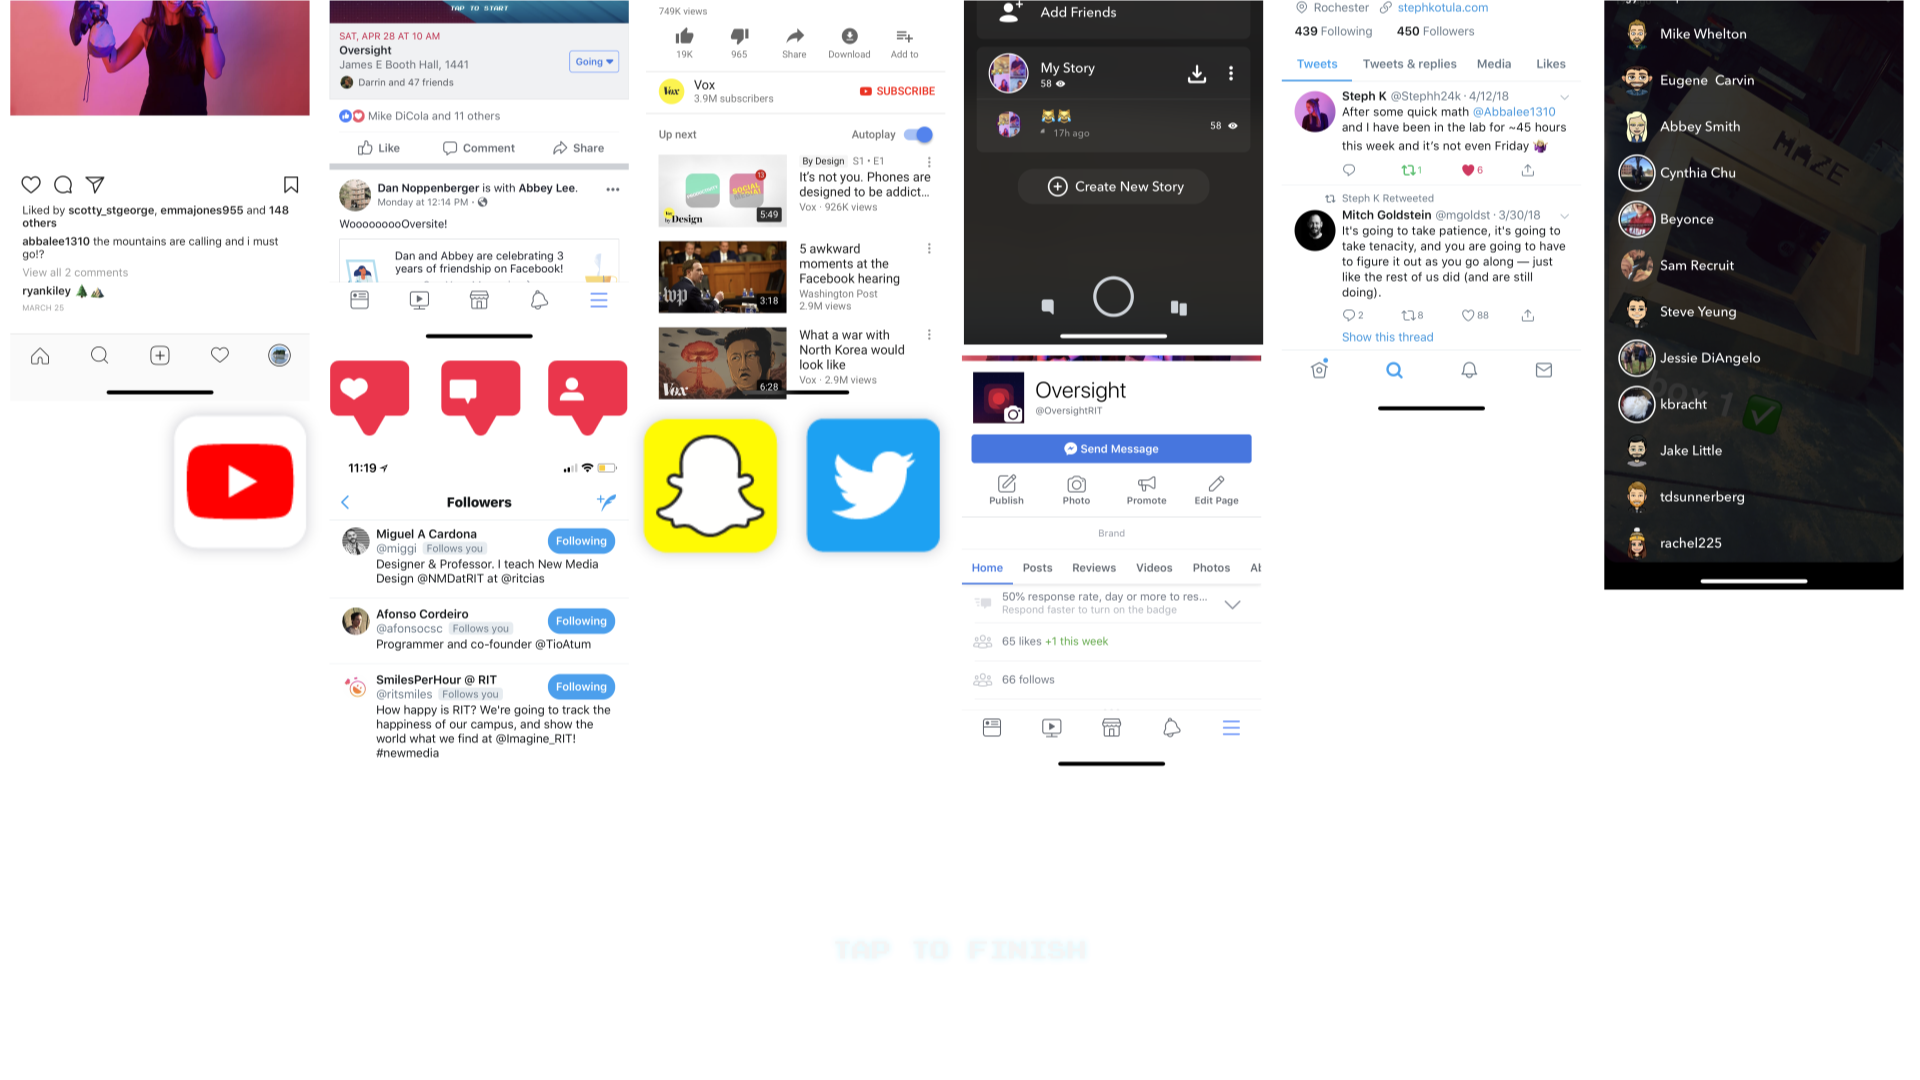 Liked by scotty_stgeorge, emmajones955 and 148
others
abbalee1310 the mountains are calling and i must
go!?
View all 2 comments
ryankiley
MARCH 25
TAP TO START
SAT, APR 28 AT 10 AM
Oversight
James E Booth Hall, 1441
Going
Darrin and 47 friends
Mike DiCola and 11 others
Like Comment Share
Dan Noppenberger is with Abbey Lee.
Monday at 12:14 PM
WooooooooOversite!
Dan and Abbey are celebrating 3
years of friendship on Facebook!
11:19
Followers
Miguel A Cardona
@miggi Follows you
Following
Designer & Professor. I teach New Media
Design @NMDatRIT at @ritcias
Afonso Cordeiro
@afonsocsc Follows you
Following
Programmer and co-founder @TioAtum
SmilesPerHour @ RIT
@ritsmiles Follows you
Following
How happy is RIT? We're going to track the
happiness of our campus, and show the
world what we find at @Imagine_RIT!
#newmedia
749K views
19K 965 Share Download Add to
Vox
Vox
3.9M subscribers
SUBSCRIBE
Up next Autoplay
By Design S1 • E1
It's not you. Phones are
designed to be addict...
Vox · 926K views
13
by Design
5:49
5 awkward
moments at the
Facebook hearing
Washington Post
2.9M views
wp
3:18
What a war with
North Korea would
look like
Vox · 2.9M views
Vox
6:28
Add Friends
My Story
58
17h ago
58
Create New Story
Oversight
@OversightRIT
Send Message
Publish Photo Promote Edit Page
Brand
Home Posts Reviews Videos Photos Al
50% response rate, day or more to res...
Respond faster to turn on the badge
65 likes +1 this week
66 follows
Rochester stephkotula.com
439 Following 450 Followers
Tweets Tweets & replies Media Likes
Steph K @Stephh24k · 4/12/18
After some quick math @Abbalee1310
and I have been in the lab for ~45 hours
this week and it's not even Friday
1 6
Steph K Retweeted
Mitch Goldstein @mgoldst · 3/30/18
It's going to take patience, it's going to
take tenacity, and you are going to have
to figure it out as you go along — just
like the rest of us did (and are still
doing).
2 8 88
Show this thread
Mike Whelton
Eugene Carvin
Abbey Smith
Cynthia Chu
Beyonce
Sam Recruit
Steve Yeung
Jessie DiAngelo
kbracht
Jake Little
tdsunnerberg
rachel225
MAZE
box 1
TAP TO FINISH